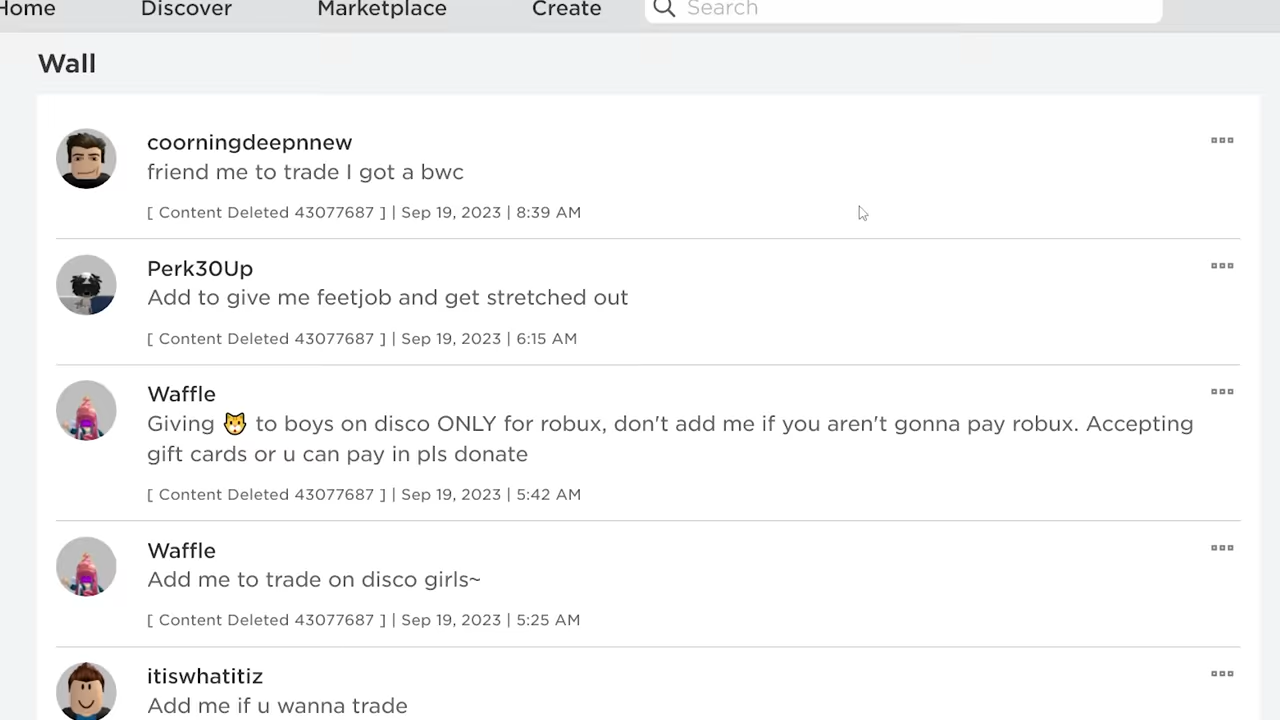 Home Discover Marketplace Create Search
Wall
coorningdeepnnew
friend me to trade I got a bwc
[ Content Deleted 43077687 ] | Sep 19, 2023 | 8:39 AM
Perk30Up
Add to give me feetjob and get stretched out
[ Content Deleted 43077687 ] | Sep 19, 2023 | 6:15 AM
Waffle
Giving 🐱 to boys on disco ONLY for robux, don't add me if you aren't gonna pay robux. Accepting
gift cards or u can pay in pls donate
[ Content Deleted 43077687 ] | Sep 19, 2023 | 5:42 AM
Waffle
Add me to trade on disco girls~
[ Content Deleted 43077687 ] | Sep 19, 2023 | 5:25 AM
itiswhatitiz
Add me if u wanna trade